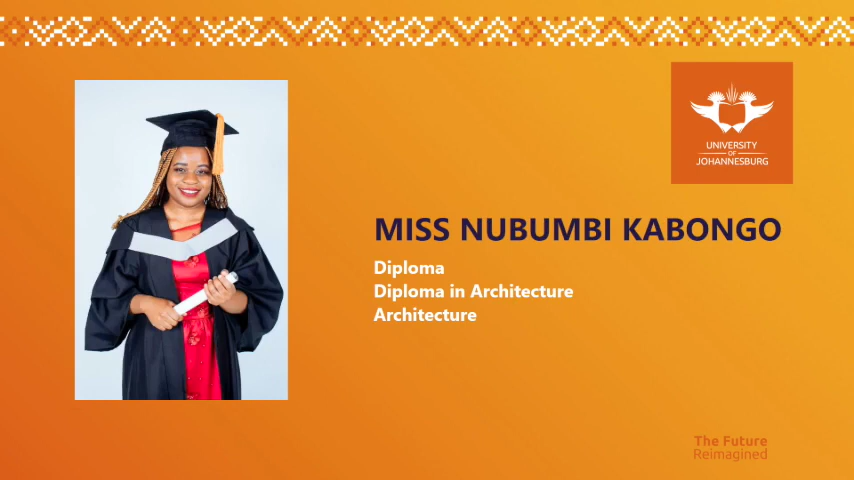 UNIVERSITY
OF
JOHANNESBURG
MISS NUBUMBI KABONGO
Diploma
Diploma in Architecture
Architecture
The Future
Reimagined